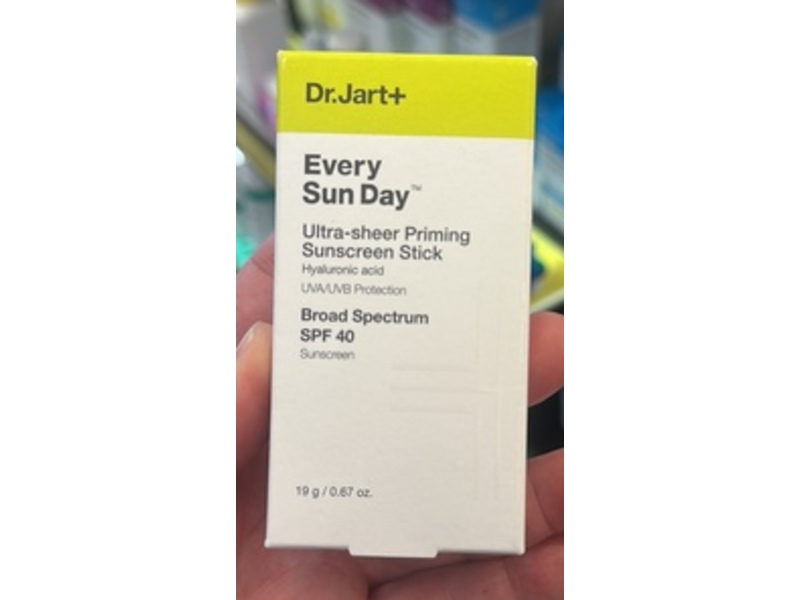 Dr.Jart+
Every
Sun Day™
Ultra-sheer Priming
Sunscreen Stick
Hyaluronic acid
UVA/UVB Protection
Broad Spectrum
SPF 40
Sunscreen
19 g / 0.67 oz.